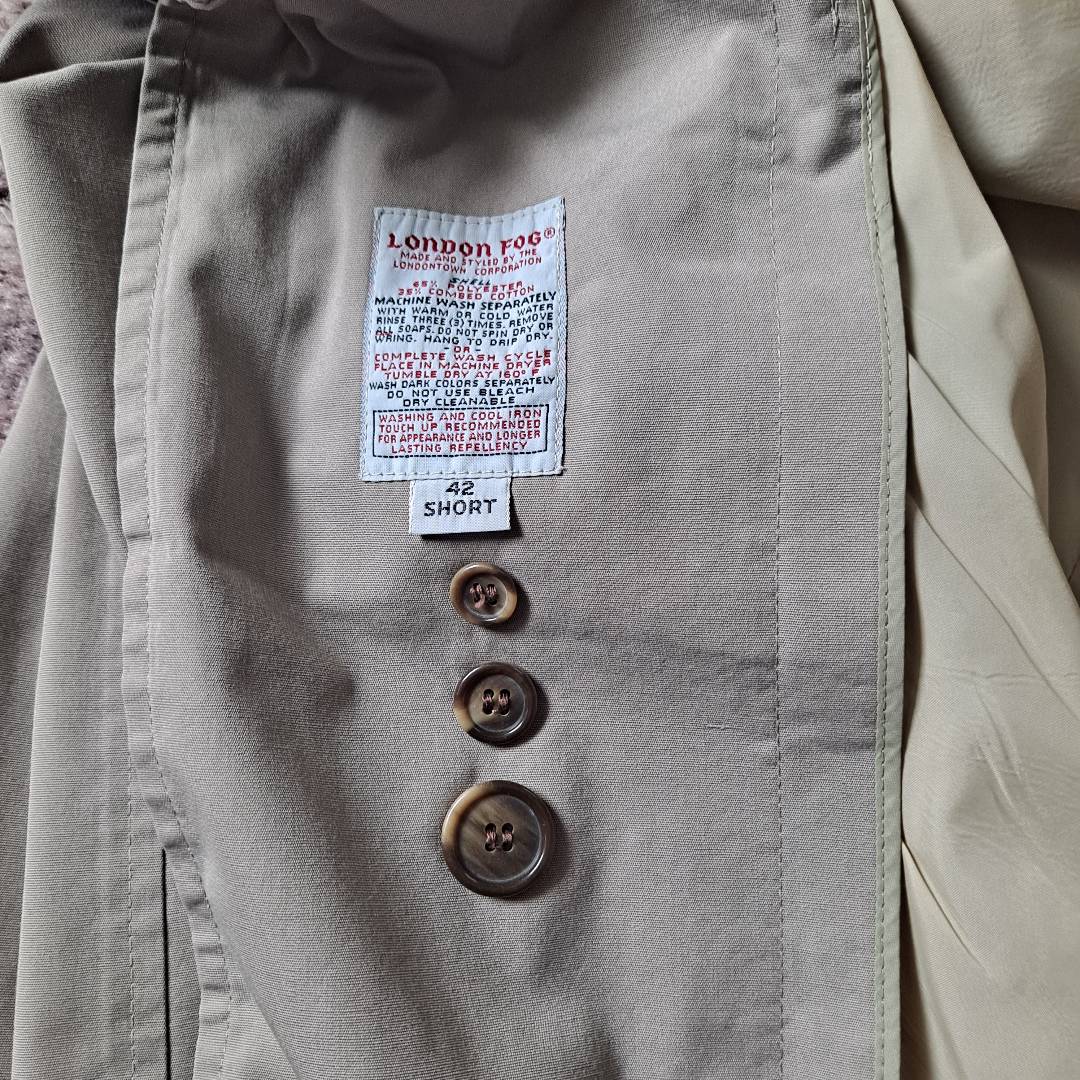 LONDON FOG®
MADE AND STYLED BY THE
LONDONTOWN CORPORATION
SHELL
65% POLYESTER
35% COMBED COTTON
MACHINE WASH SEPARATELY
WITH WARM OR COLD WATER
RINSE THREE (3) TIMES. REMOVE
ALL SOAPS. DO NOT SPIN DRY OR
WRING. HANG TO DRIP DRY.
-OR-
COMPLETE WASH CYCLE
PLACE IN MACHINE DRYER
TUMBLE DRY AT 160° F
WASH DARK COLORS SEPARATELY
DO NOT USE BLEACH
DRY CLEANABLE
WASHING AND COOL IRON
TOUCH UP RECOMMENDED
FOR APPEARANCE AND LONGER
LASTING REPELLENCY
42
SHORT